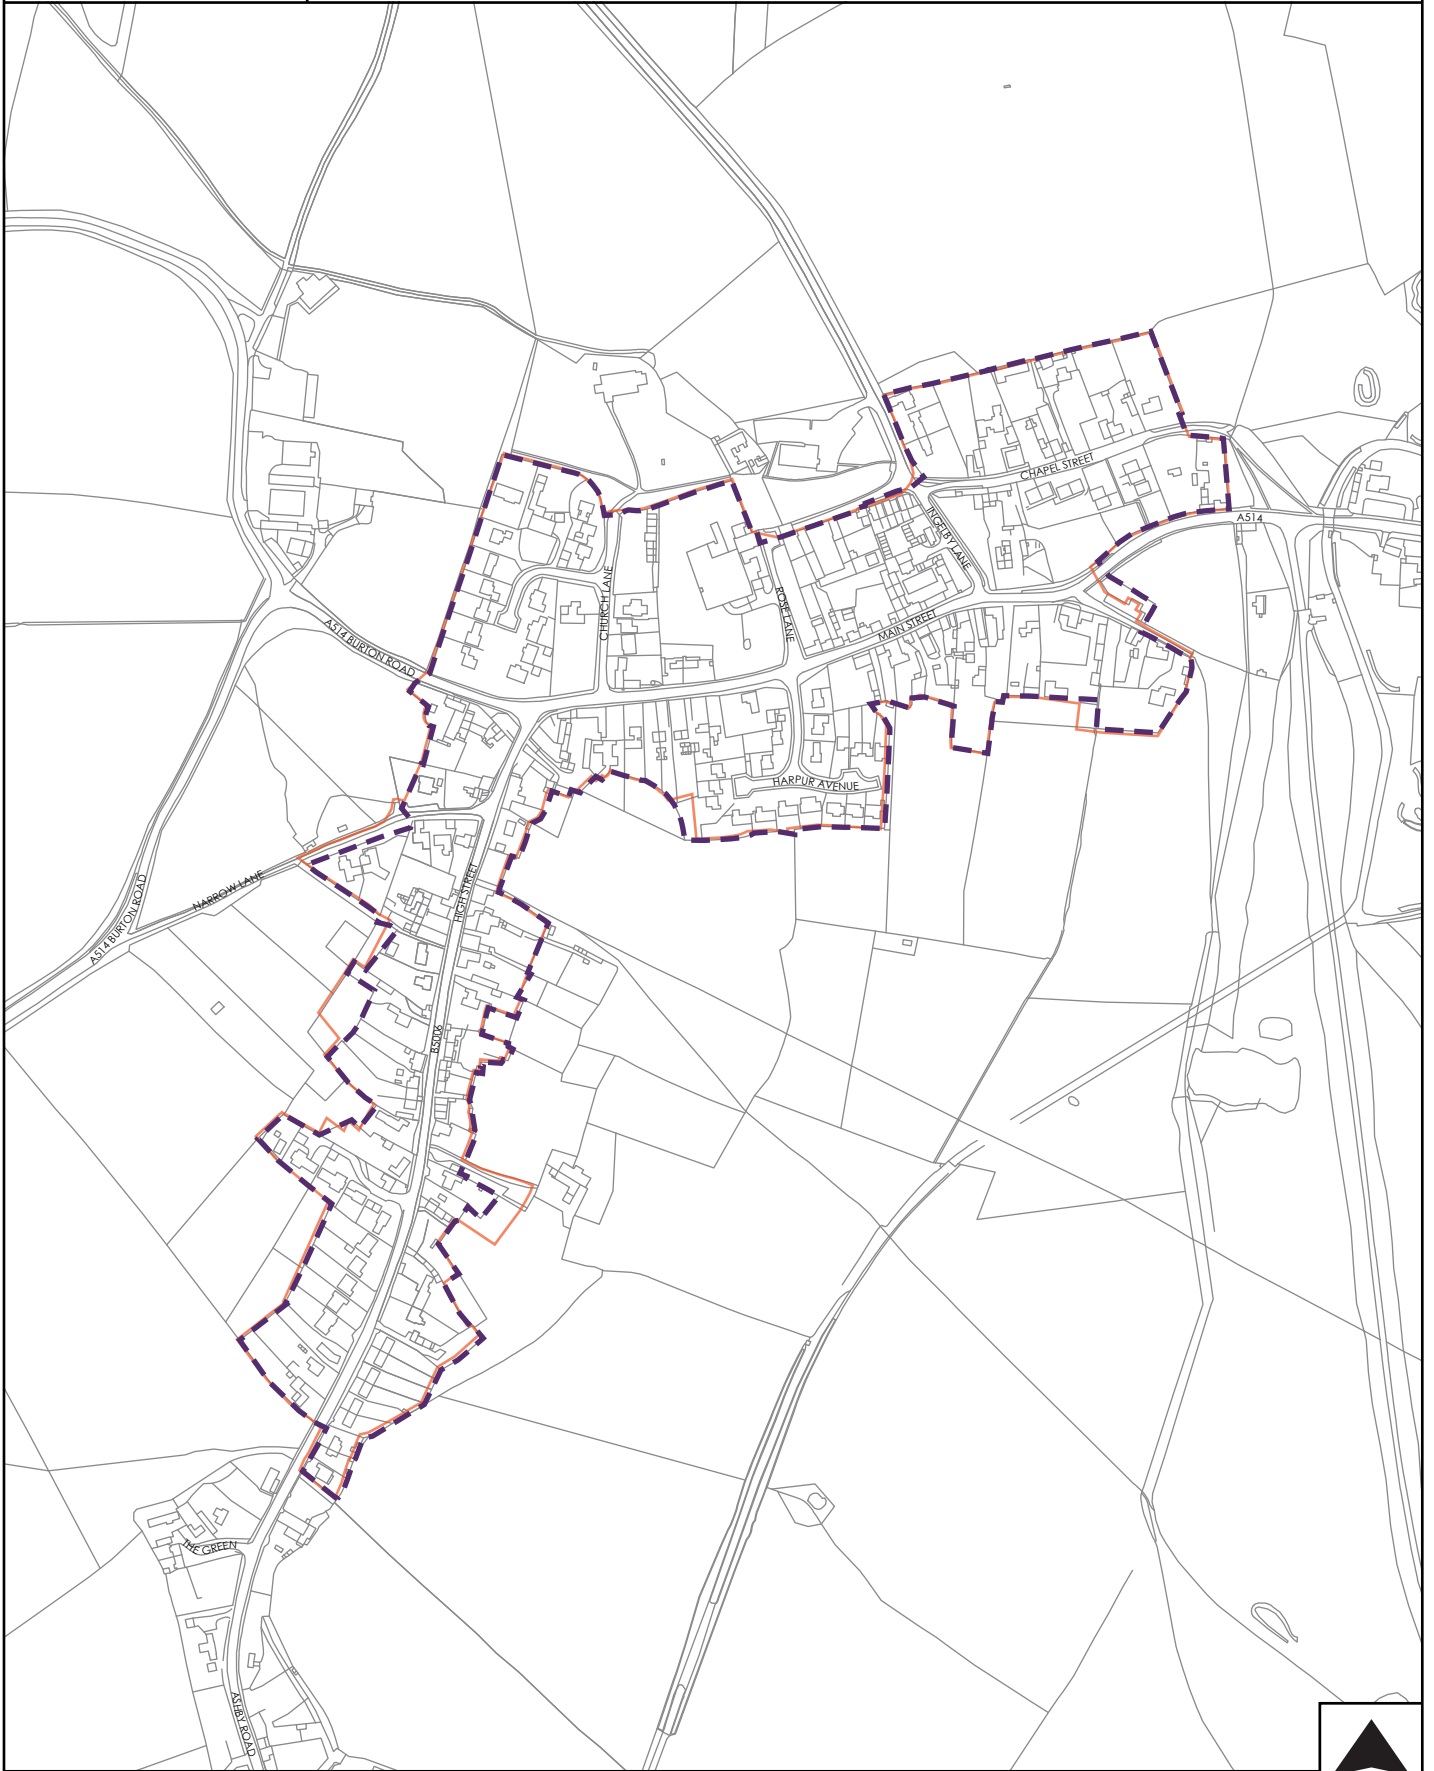 CHAPEL STREET
A514
INGELBY LANE
CHURCH LANE
ROSE LANE
MAIN STREET
A514 BURTON ROAD
HARPUR AVENUE
HIGH STREET
NARROW LANE
A514 BURTON ROAD
B5006
THE GREEN
ASHBY ROAD